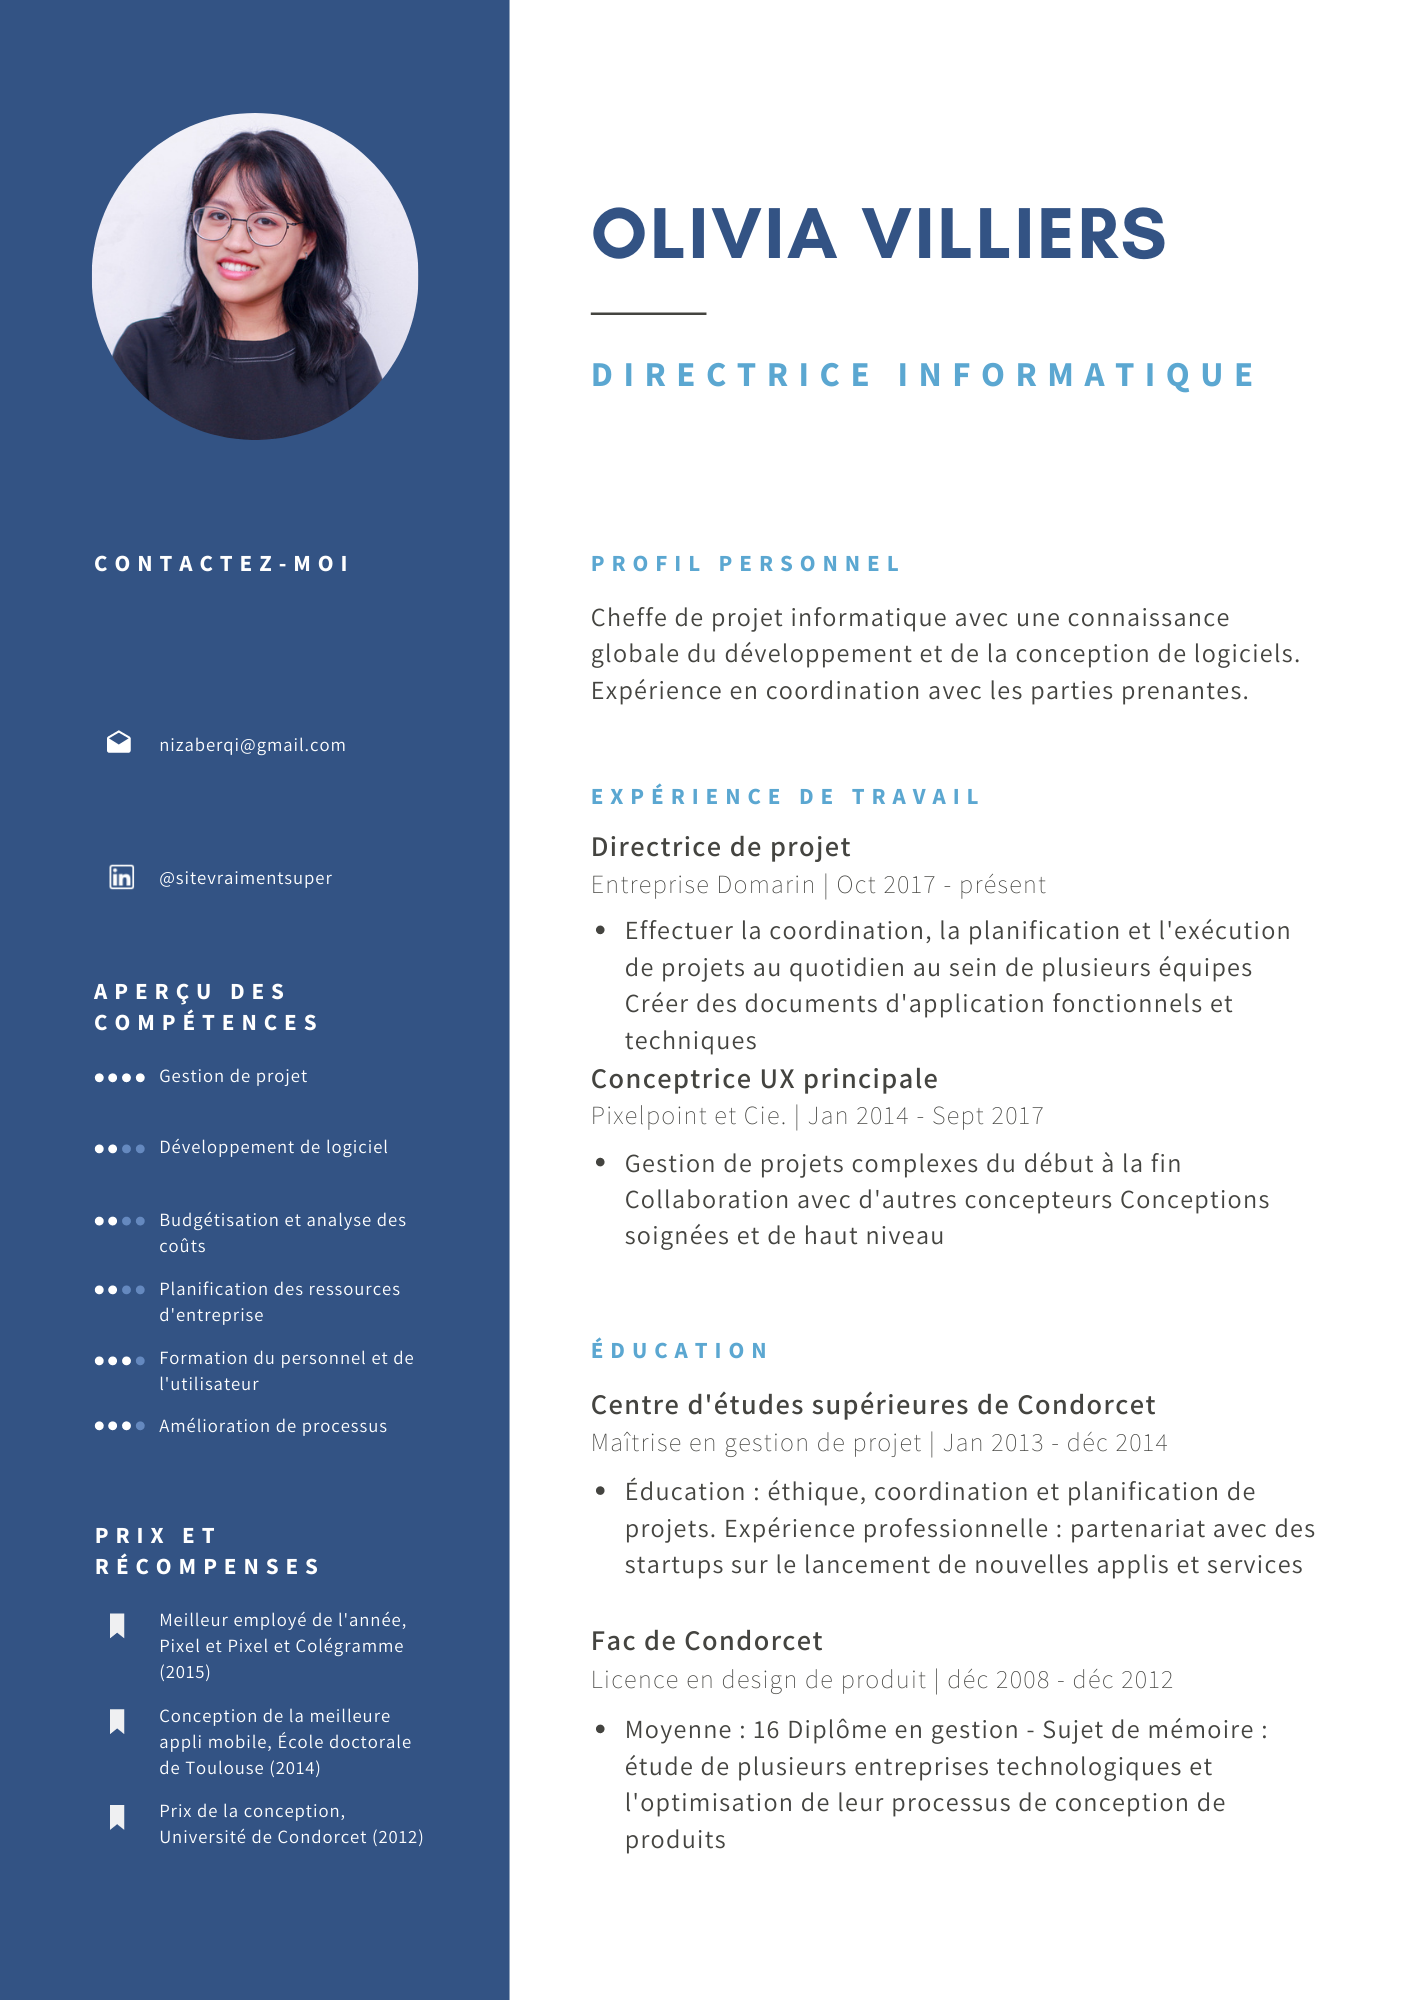 OLIVIA VILLIERS
DIRECTRICE INFORMATIQUE
CONTACTEZ-MOI
nizaberqi@gmail.com
@sitevraimentsuper
APERÇU DES
COMPÉTENCES
Gestion de projet
Développement de logiciel
Budgétisation et analyse des
coûts
Planification des ressources
d'entreprise
Formation du personnel et de
l'utilisateur
Amélioration de processus
PRIX ET
RÉCOMPENSES
Meilleur employé de l'année,
Pixel et Pixel et Colégramme
(2015)
Conception de la meilleure
appli mobile, École doctorale
de Toulouse (2014)
Prix de la conception,
Université de Condorcet (2012)
PROFIL PERSONNEL
Cheffe de projet informatique avec une connaissance
globale du développement et de la conception de logiciels.
Expérience en coordination avec les parties prenantes.
EXPÉRIENCE DE TRAVAIL
Directrice de projet
Entreprise Domarin | Oct 2017 - présent
• Effectuer la coordination, la planification et l'exécution
de projets au quotidien au sein de plusieurs équipes
Créer des documents d'application fonctionnels et
techniques
Conceptrice UX principale
Pixelpoint et Cie. | Jan 2014 - Sept 2017
• Gestion de projets complexes du début à la fin
Collaboration avec d'autres concepteurs Conceptions
soignées et de haut niveau
ÉDUCATION
Centre d'études supérieures de Condorcet
Maîtrise en gestion de projet | Jan 2013 - déc 2014
• Éducation : éthique, coordination et planification de
projets. Expérience professionnelle : partenariat avec des
startups sur le lancement de nouvelles applis et services
Fac de Condorcet
Licence en design de produit | déc 2008 - déc 2012
• Moyenne : 16 Diplôme en gestion - Sujet de mémoire :
étude de plusieurs entreprises technologiques et
l'optimisation de leur processus de conception de
produits